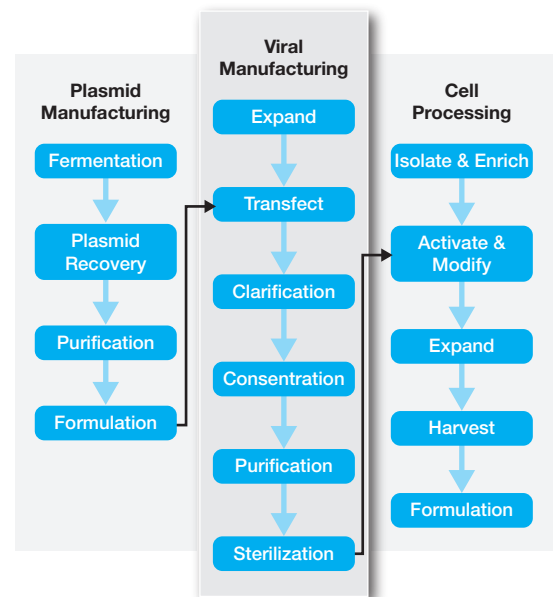 Plasmid
Manufacturing
Fermentation
Plasmid
Recovery
Purification
Formulation
Viral
Manufacturing
Expand
Transfect
Clarification
Consentration
Purification
Sterilization
Cell
Processing
Isolate & Enrich
Activate &
Modify
Expand
Harvest
Formulation